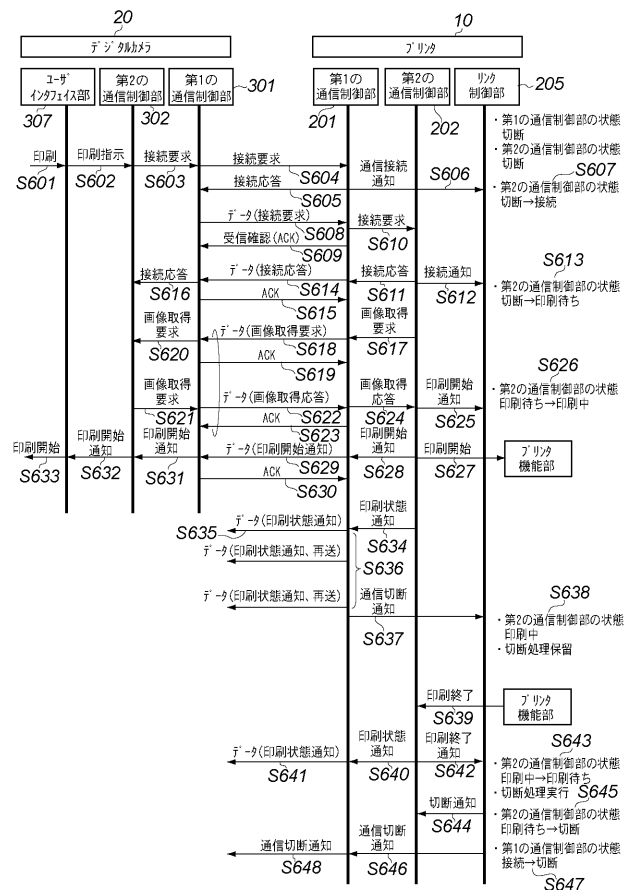 20
10
デジタルカメラ
プリンタ
ユーザ
インタフェイス部
307
第2の
通信制御部
302
第1の
通信制御部
301
第1の
通信制御部
201
第2の
通信制御部
202
リンク
制御部
205
・第1の通信制御部の状態
切断
・第2の通信制御部の状態
切断
印刷
S601
印刷指示
S602
接続要求
S603
接続要求
S604
接続応答
S605
通信接続
通知
S606
S607
・第2の通信制御部の状態
切断→接続
データ(接続要求)
S608
受信確認(ACK)
S609
接続要求
S610
データ(接続応答)
S614
接続応答
S616
ACK
S615
接続応答
S611
接続通知
S612
S613
・第2の通信制御部の状態
切断→印刷待ち
画像取得
要求
S620
データ(画像取得要求)
S618
画像取得
要求
S617
ACK
S619
画像取得
要求
S621
データ(画像取得応答)
S622
ACK
S623
画像取得
応答
S624
印刷開始
通知
S625
S626
・第2の通信制御部の状態
印刷待ち→印刷中
印刷開始
S633
印刷開始
通知
S632
印刷開始
通知
S631
データ(印刷開始通知)
S629
ACK
S630
印刷開始
通知
S628
印刷開始
S627
プリンタ
機能部
データ(印刷状態通知)
S635
印刷状態
通知
S634
データ(印刷状態通知、再送)
S636
データ(印刷状態通知、再送)
通信切断
通知
S637
S638
・第2の通信制御部の状態
印刷中
・切断処理保留
印刷終了
S639
プリンタ
機能部
データ(印刷状態通知)
S641
印刷状態
通知
S640
印刷終了
通知
S642
S643
・第2の通信制御部の状態
印刷中→印刷待ち
・切断処理実行
S645
切断通知
S644
・第2の通信制御部の状態
印刷待ち→切断
通信切断通知
S648
通信切断
通知
S646
・第1の通信制御部の状態
接続→切断
S647